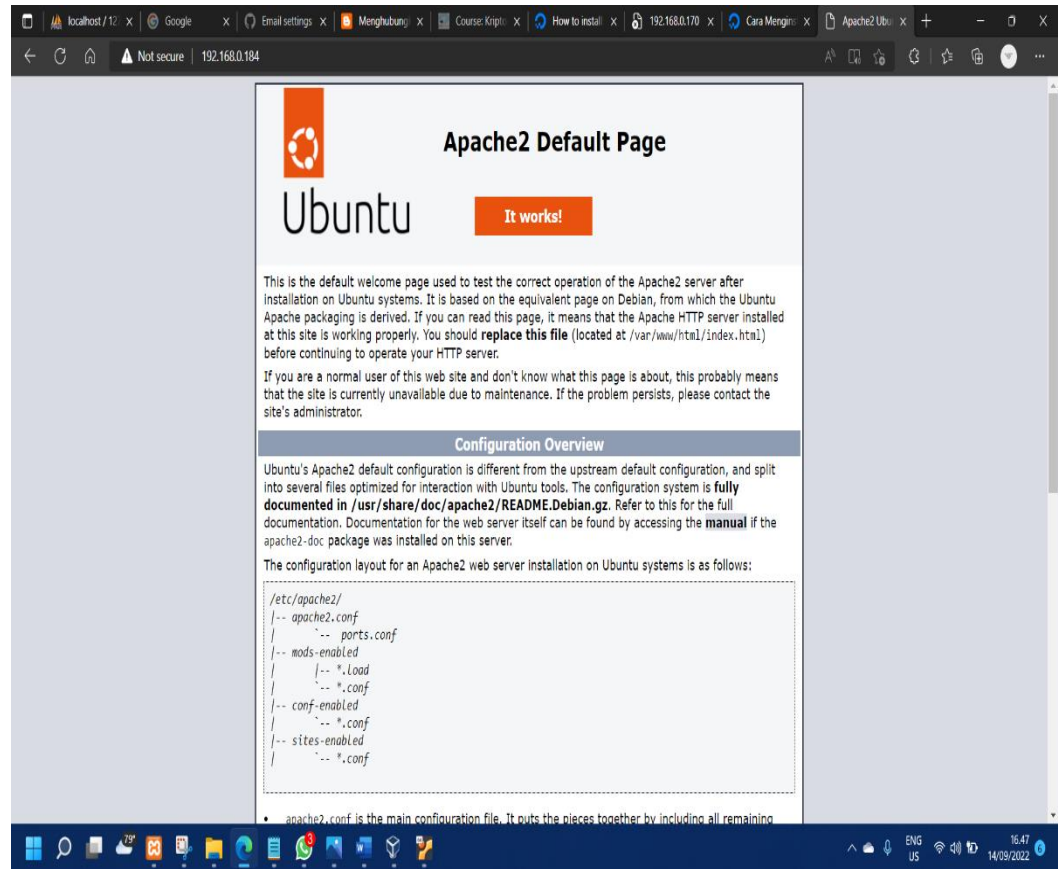 localhost / 12
Google
Email settings
Menghubungi
Course: Kripto
How to install
192.168.0.170
Cara Mengins
Apache2 Ubu
Not secure | 192.168.0.184
Apache2 Default Page
Ubuntu
It works!
This is the default welcome page used to test the correct operation of the Apache2 server after
installation on Ubuntu systems. It is based on the equivalent page on Debian, from which the Ubuntu
Apache packaging is derived. If you can read this page, it means that the Apache HTTP server installed
at this site is working properly. You should replace this file (located at /var/www/html/index.html)
before continuing to operate your HTTP server.
If you are a normal user of this web site and don't know what this page is about, this probably means
that the site is currently unavailable due to maintenance. If the problem persists, please contact the
site's administrator.
Configuration Overview
Ubuntu's Apache2 default configuration is different from the upstream default configuration, and split
into several files optimized for interaction with Ubuntu tools. The configuration system is fully
documented in /usr/share/doc/apache2/README.Debian.gz. Refer to this for the full
documentation. Documentation for the web server itself can be found by accessing the manual if the
apache2-doc package was installed on this server.
The configuration layout for an Apache2 web server installation on Ubuntu systems is as follows:
/etc/apache2/
|-- apache2.conf
|       `--  ports.conf
|-- mods-enabled
|       |-- *.load
|       `-- *.conf
|-- conf-enabled
|       `-- *.conf
|-- sites-enabled
|       `-- *.conf
• apache2.conf is the main configuration file. It puts the pieces together by including all remaining
79°
3
ENG
US
16.47
14/09/2022
6